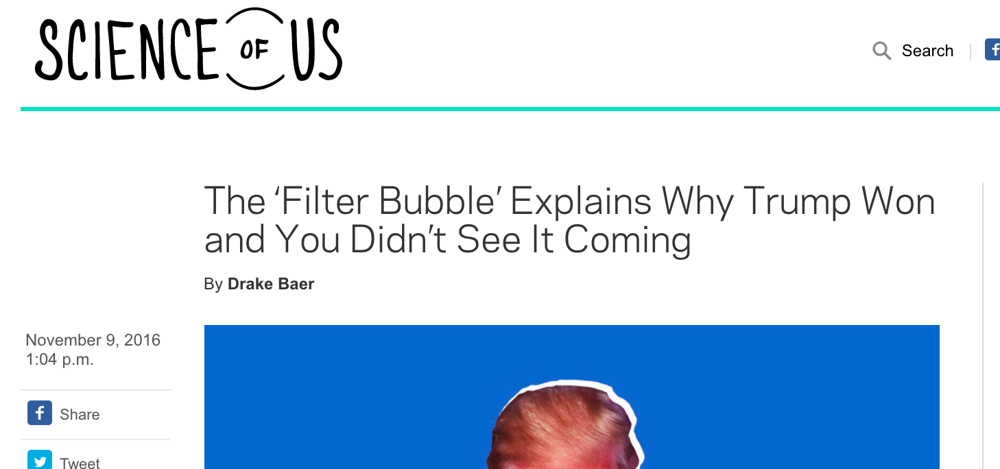 SCIENCE OF US
Search
The ‘Filter Bubble’ Explains Why Trump Won
and You Didn’t See It Coming
By Drake Baer
November 9, 2016
1:04 p.m.
Share
Tweet